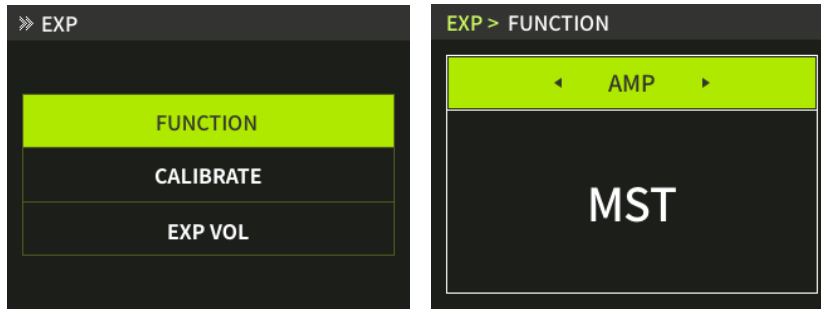 EXP
FUNCTION
CALIBRATE
EXP VOL
EXP > FUNCTION
AMP
MST